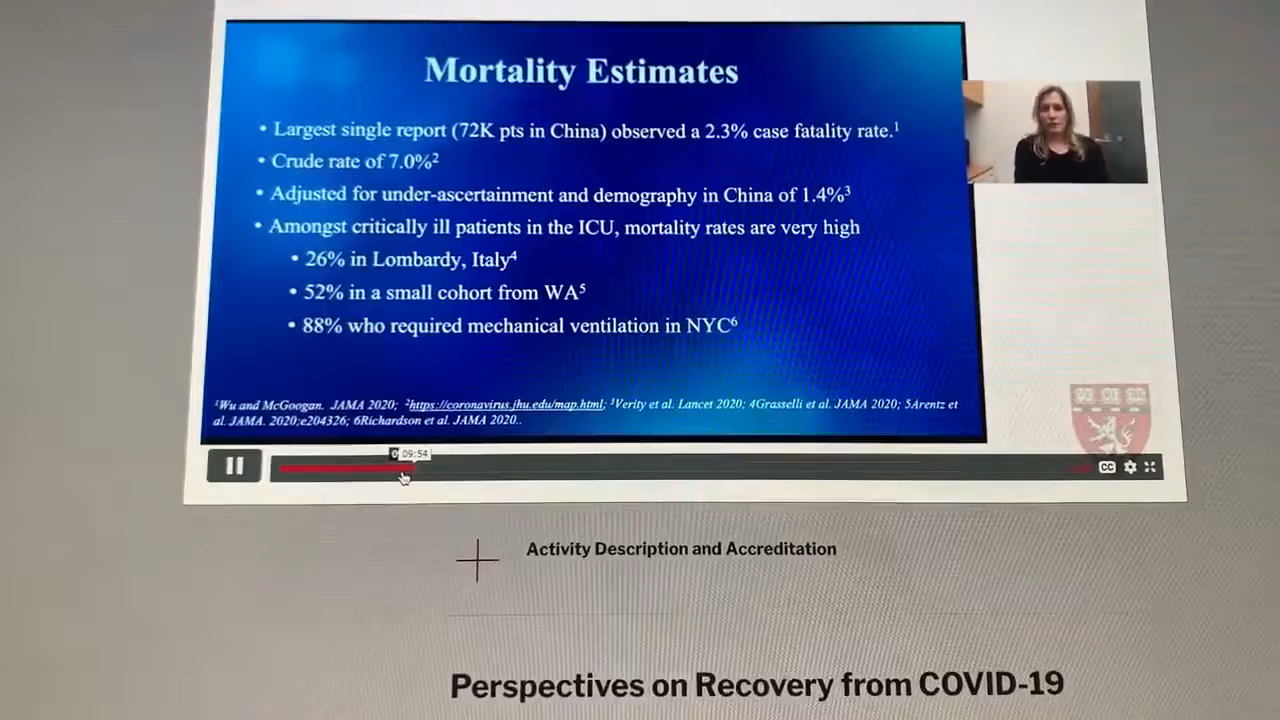 Mortality Estimates
• Largest single report (72K pts in China) observed a 2.3% case fatality rate.1
• Crude rate of 7.0%2
• Adjusted for under-ascertainment and demography in China of 1.4%3
• Amongst critically ill patients in the ICU, mortality rates are very high
• 26% in Lombardy, Italy4
• 52% in a small cohort from WA5
• 88% who required mechanical ventilation in NYC6
1Wu and McGoogan. JAMA 2020; 2https://coronavirus.jhu.edu/map.html; 3Verity et al. Lancet 2020; 4Grasselli et al. JAMA 2020; 5Arentz et
al. JAMA. 2020;e204326; 6Richardson et al. JAMA 2020..
09:54
CC
Activity Description and Accreditation
Perspectives on Recovery from COVID-19